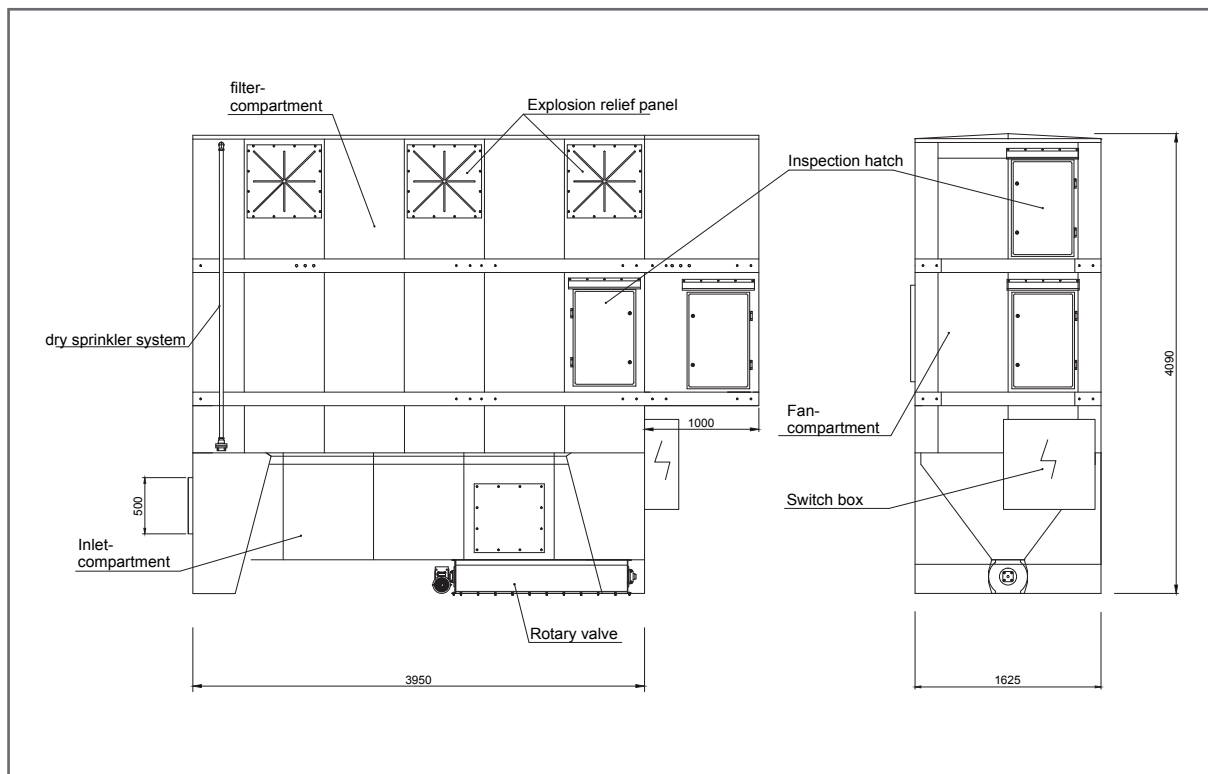 filter-
compartment
Explosion relief panel
Inspection hatch
dry sprinkler system
4090
1000
Fan-
compartment
500
Switch box
Inlet-
compartment
Rotary valve
3950
1625